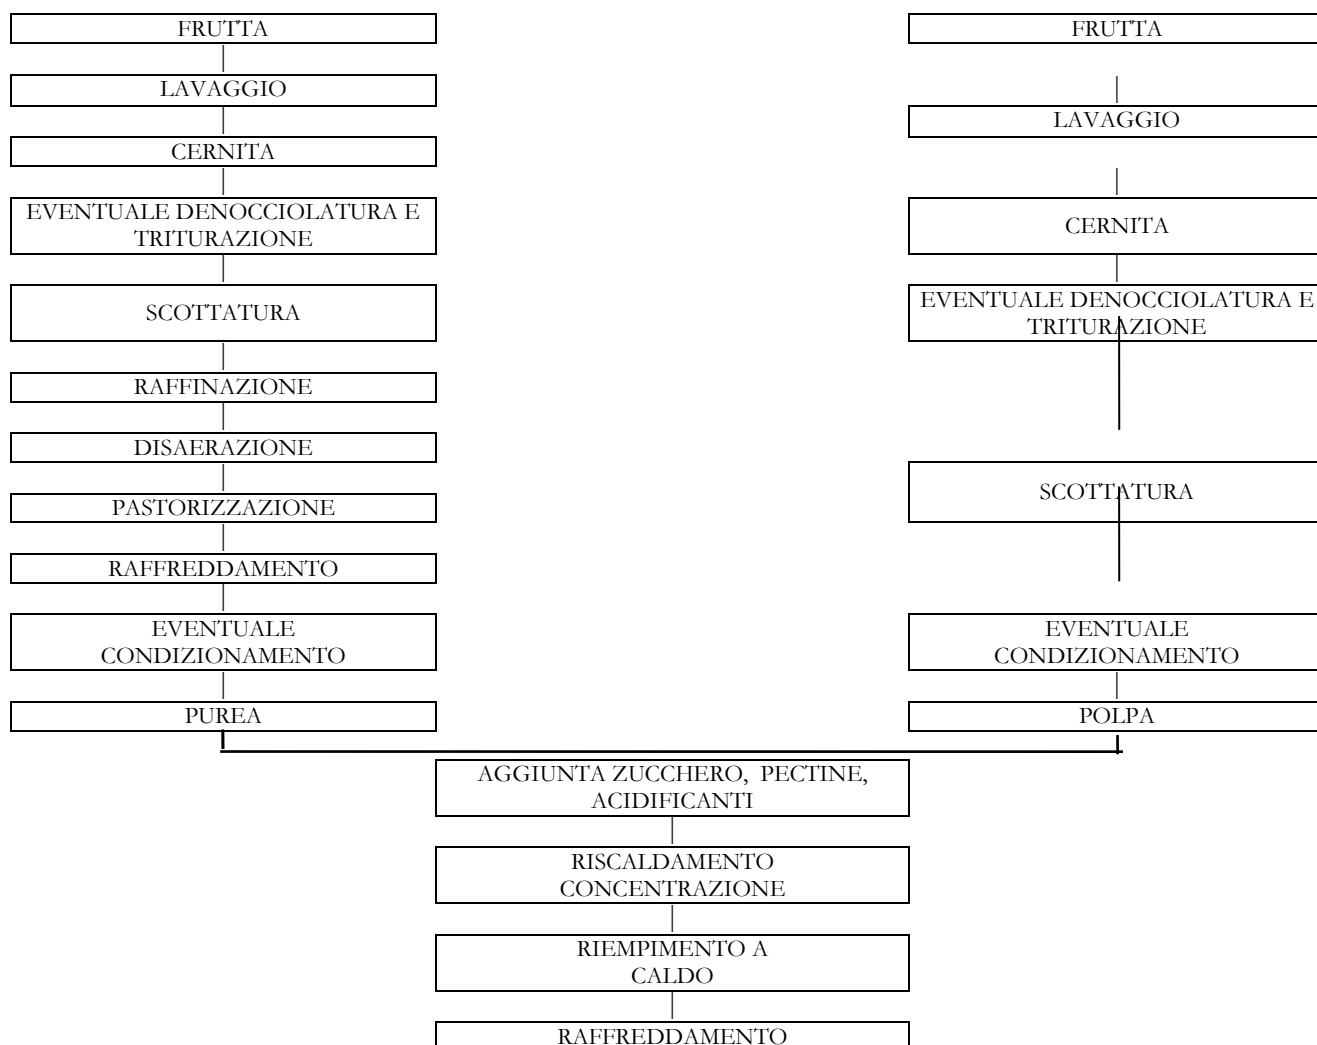 FRUTTA
LAVAGGIO
CERNITA
EVENTUALE DENOCCIOLATURA E
TRITURAZIONE
SCOTTATURA
RAFFINAZIONE
DISAERAZIONE
PASTORIZZAZIONE
RAFFREDDAMENTO
EVENTUALE
CONDIZIONAMENTO
PUREA
FRUTTA
LAVAGGIO
CERNITA
EVENTUALE DENOCCIOLATURA E
TRITURAZIONE
SCOTTATURA
EVENTUALE
CONDIZIONAMENTO
POLPA
AGGIUNTA ZUCCHERO, PECTINE,
ACIDIFICANTI
RISCALDAMENTO
CONCENTRAZIONE
RIEMPIMENTO A
CALDO
RAFFREDDAMENTO